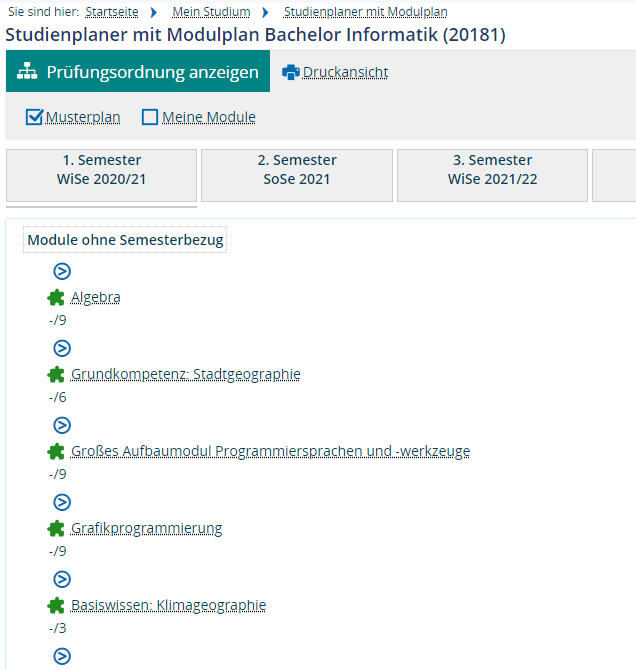 Sie sind hier: Startseite Mein Studium Studienplaner mit Modulplan
Studienplaner mit Modulplan Bachelor Informatik (20181)
Prüfungsordnung anzeigen Druckansicht
Musterplan Meine Module
1. Semester
WiSe 2020/21
2. Semester
SoSe 2021
3. Semester
WiSe 2021/22
Module ohne Semesterbezug
Algebra
-/9
Grundkompetenz: Stadtgeographie
-/6
Großes Aufbaumodul Programmiersprachen und -werkzeuge
-/9
Grafikprogrammierung
-/9
Basiswissen: Klimageographie
-/3